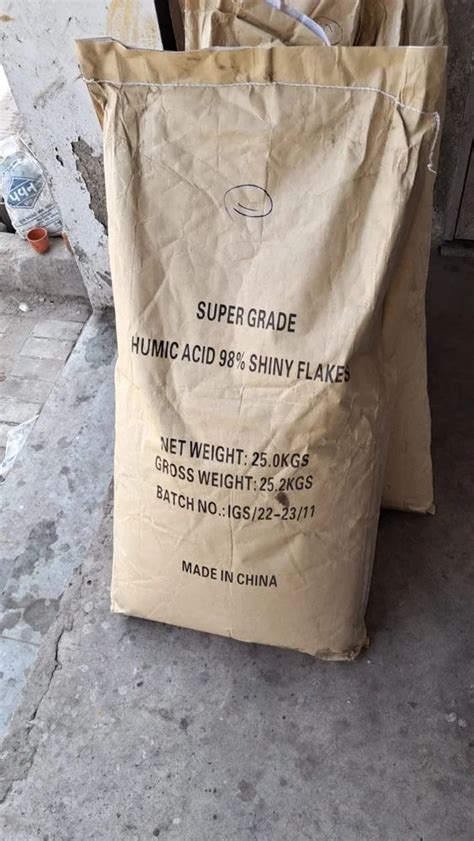 SUPER GRADE
HUMIC ACID 98% SHINY FLAKES
NET WEIGHT: 25.0KGS
GROSS WEIGHT: 25.2KGS
BATCH NO.:IGS/22-23/11
MADE IN CHINA